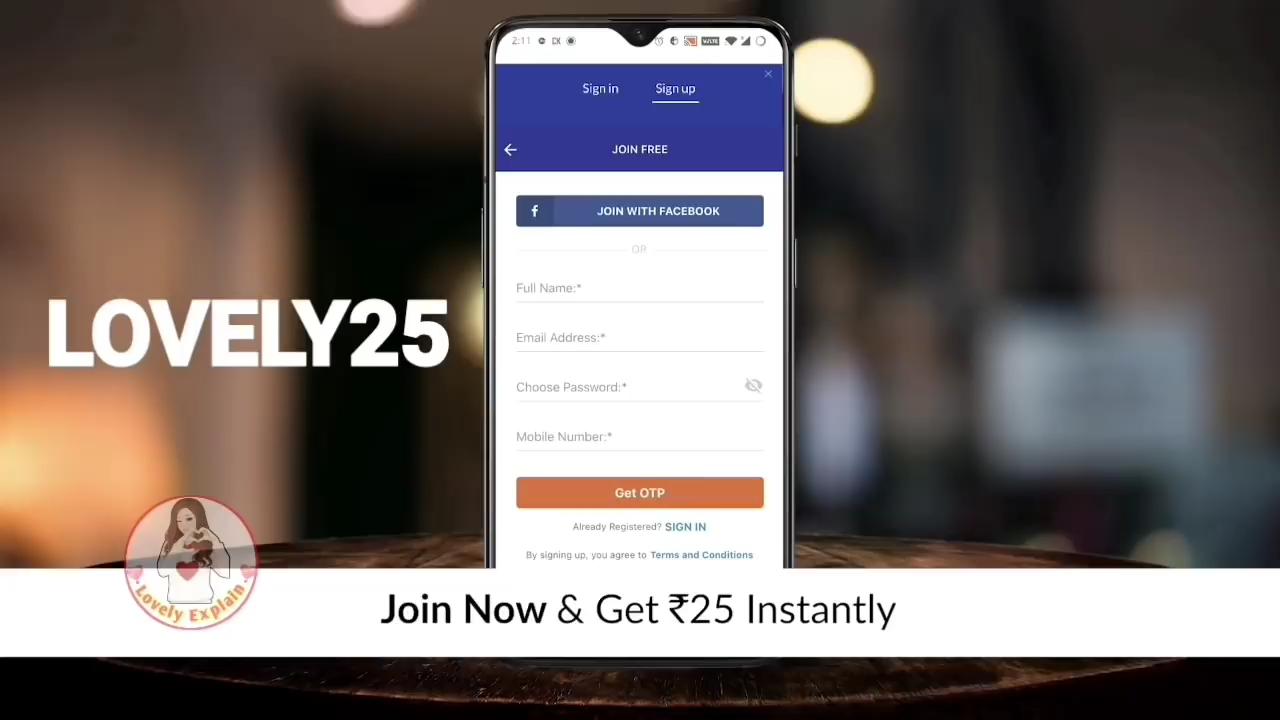 2:11
Sign in
Sign up
JOIN FREE
f
JOIN WITH FACEBOOK
OR
Full Name:*
Email Address:*
Choose Password:*
Mobile Number:*
Get OTP
Already Registered? SIGN IN
By signing up, you agree to Terms and Conditions
LOVELY25
Lovely Explain
Join Now & Get ₹25 Instantly